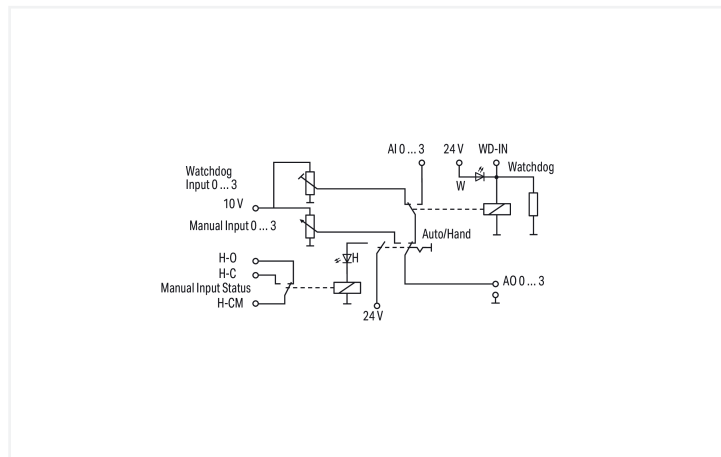 AI 0 ... 3 24 V WD-IN
Watchdog
Input 0 ... 3
Watchdog
W
10 V
Manual Input 0 ... 3
Auto/Hand
H-O
H
H-C
Manual Input Status
H-CM
AO 0 ... 3
24 V